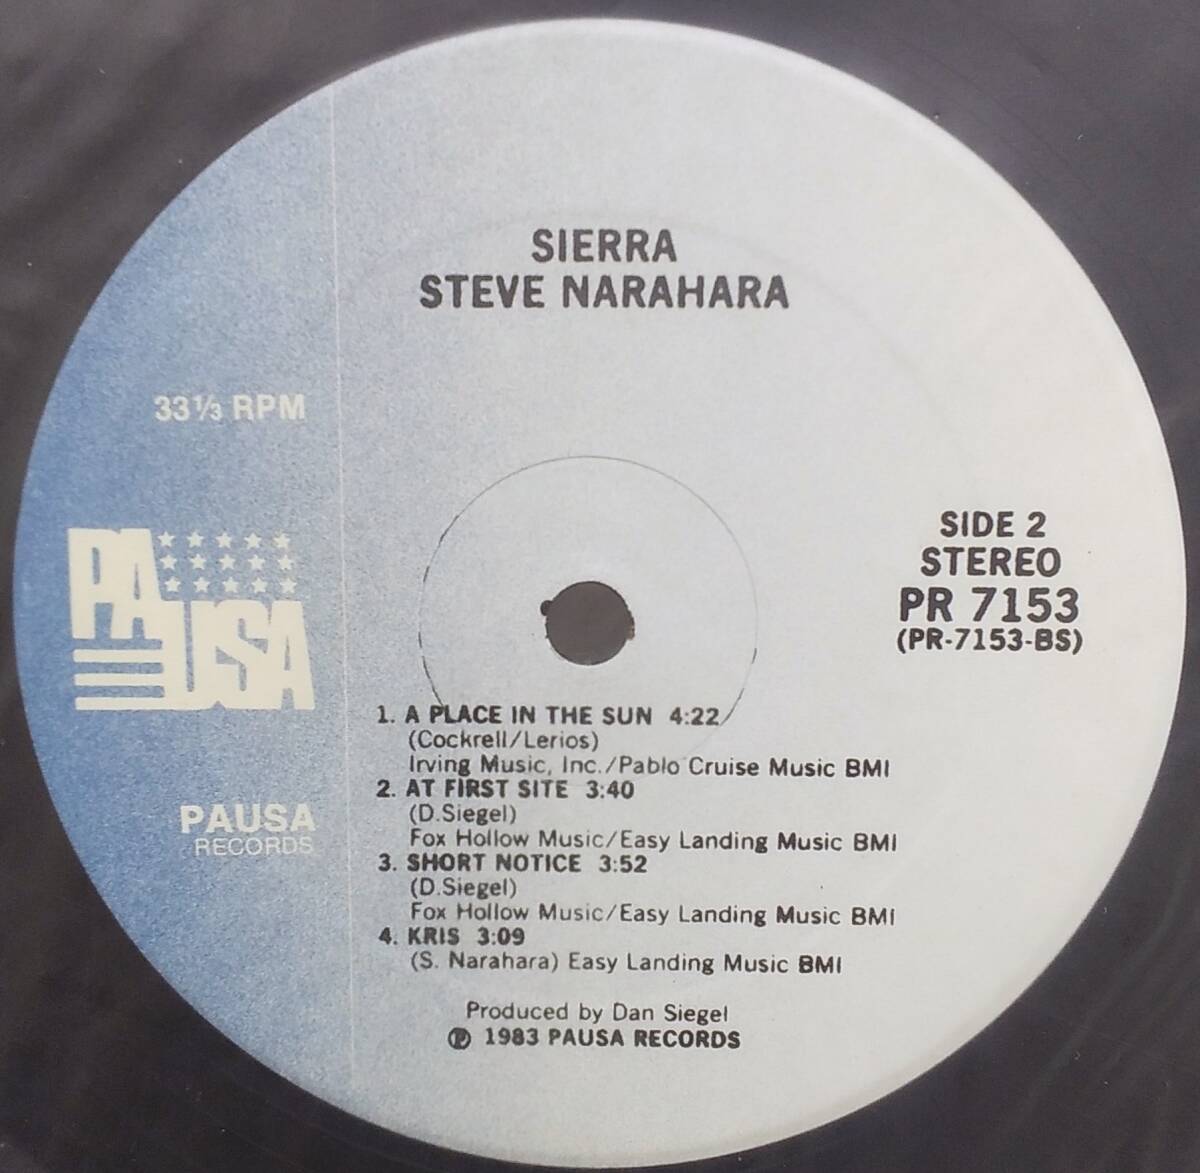 SIERRA
STEVE NARAHARA
33⅓ RPM
SIDE 2
STEREO
PR 7153
(PR-7153-BS)
PAUSA
1. A PLACE IN THE SUN 4:22
(Cockrell/Lerios)
Irving Music, Inc./Pablo Cruise Music BMI
2. AT FIRST SITE 3:40
(D.Siegel)
Fox Hollow Music/Easy Landing Music BMI
3. SHORT NOTICE 3:52
(D.Siegel)
Fox Hollow Music/Easy Landing Music BMI
4. KRIS 3:09
(S. Narahara) Easy Landing Music BMI
PAUSA
RECORDS
Produced by Dan Siegel
℗ 1983 PAUSA RECORDS